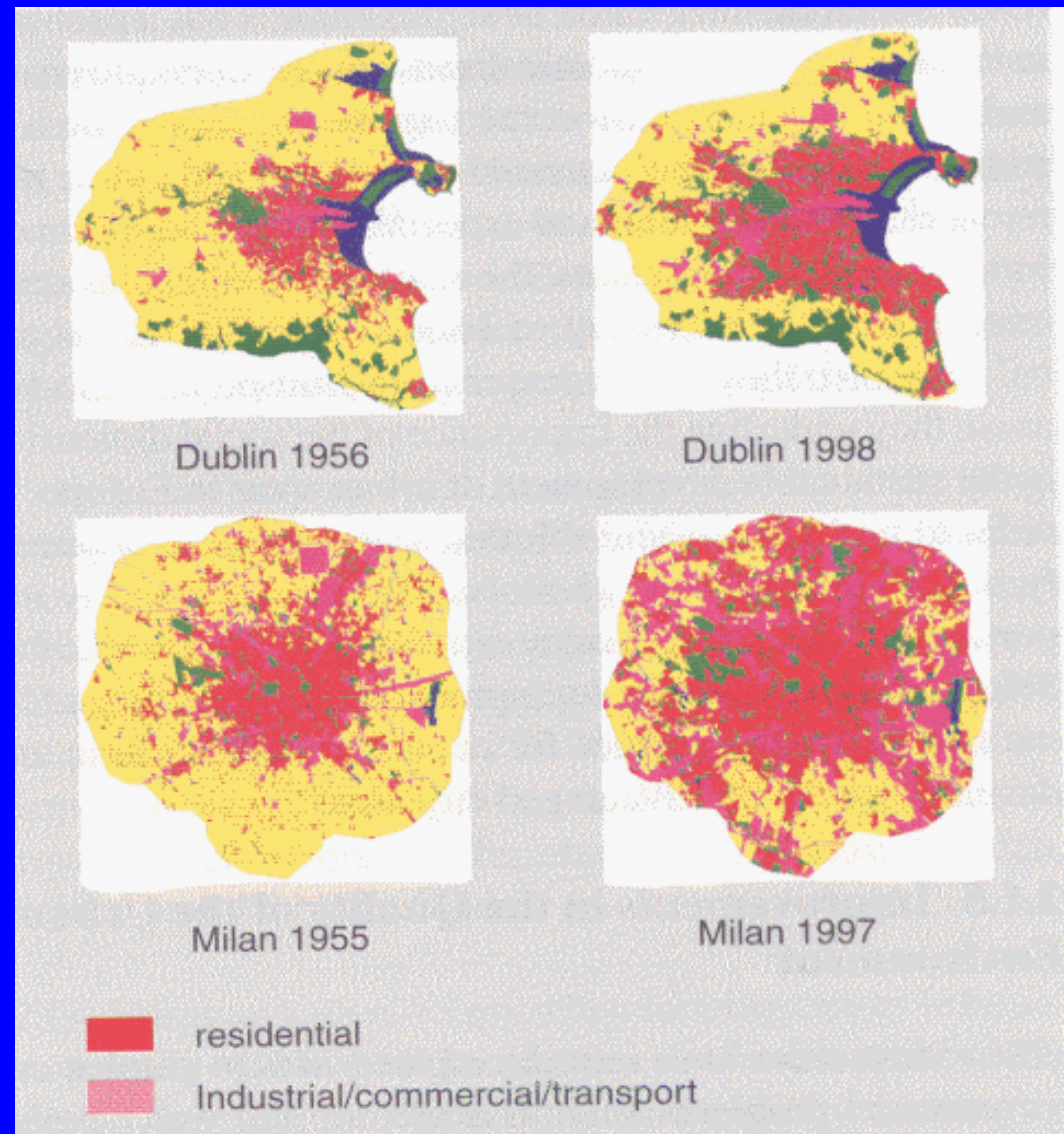 Dublin 1956
Dublin 1998
Milan 1955
Milan 1997
residential
Industrial/commercial/transport